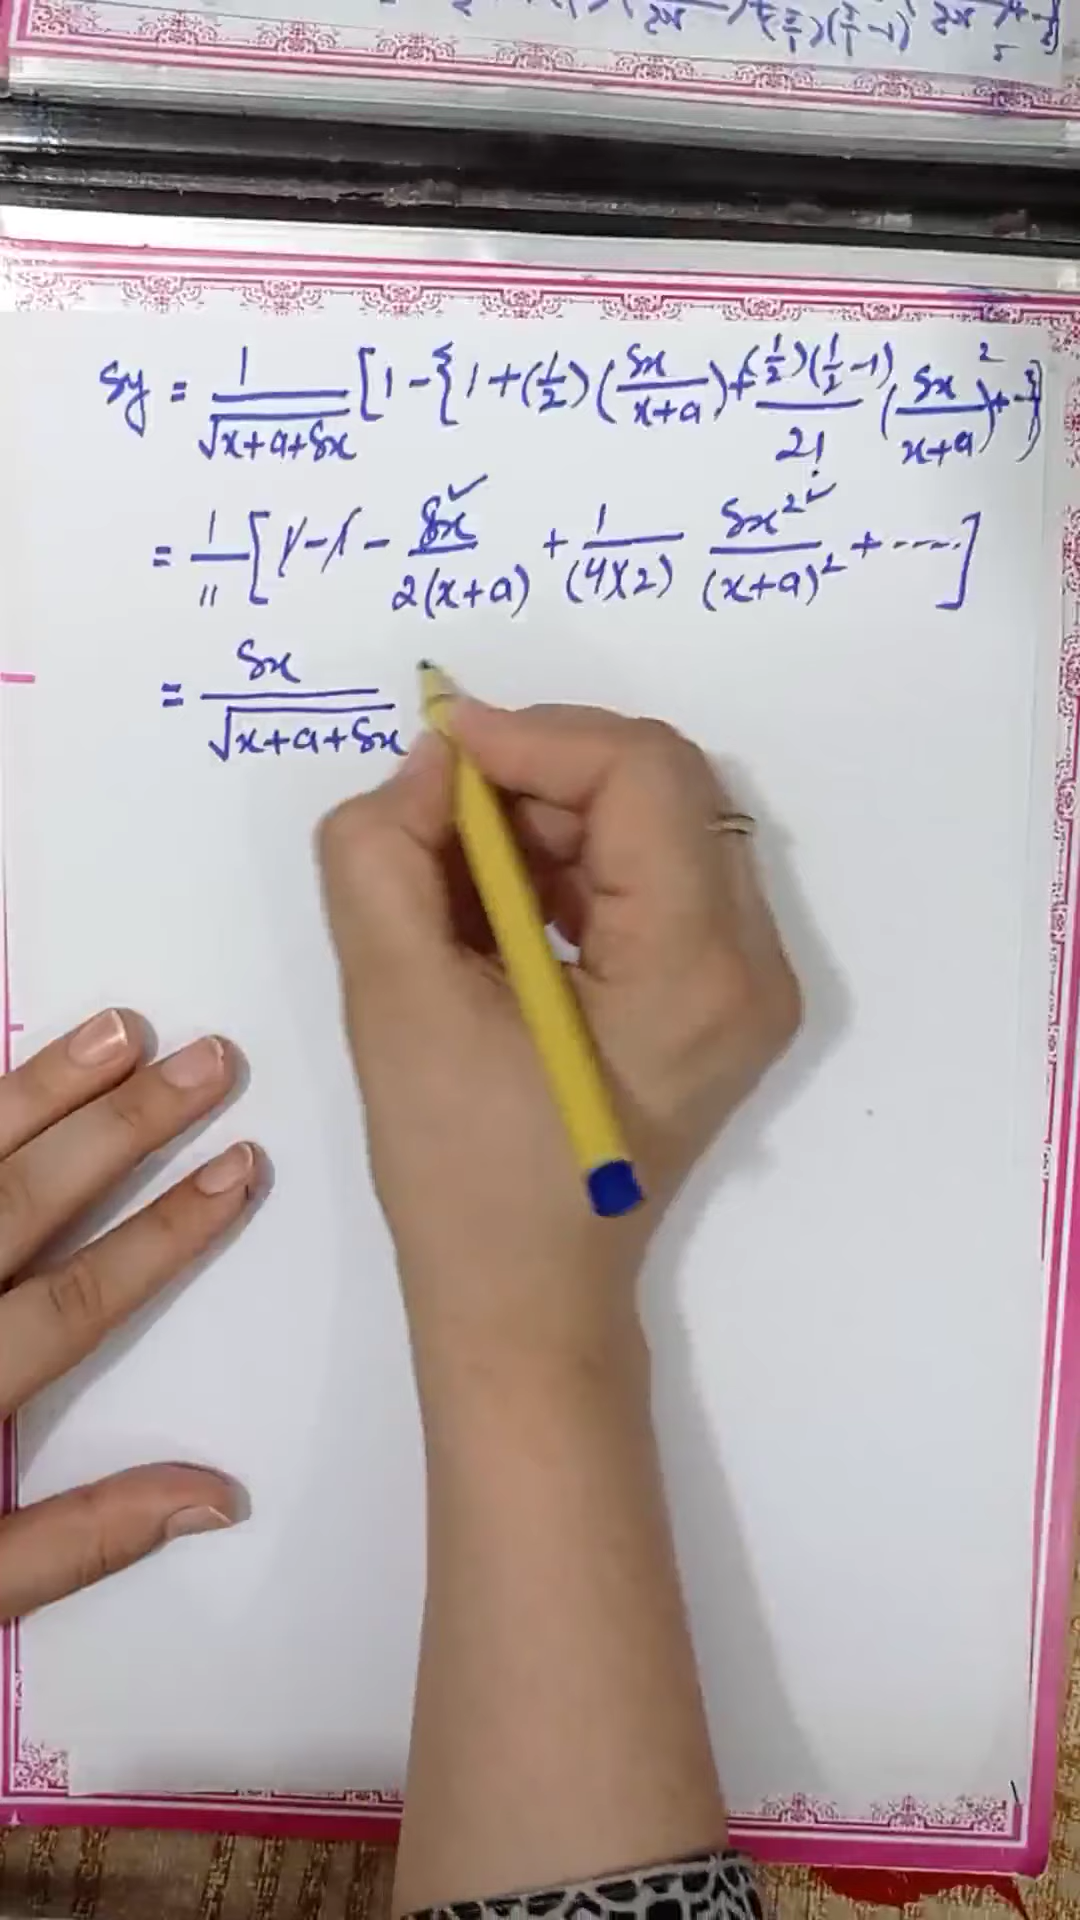 δy = 1/√(x+a+δx) [1-{1+(1/2)(δx/(x+a))+(1/2)(1/2-1)/2! (δx/(x+a))²+--}]
= 1/" [1-1- δx/2(x+a) + 1/(4×2) δx²/(x+a)² + -----]
= δx/√(x+a+δx)